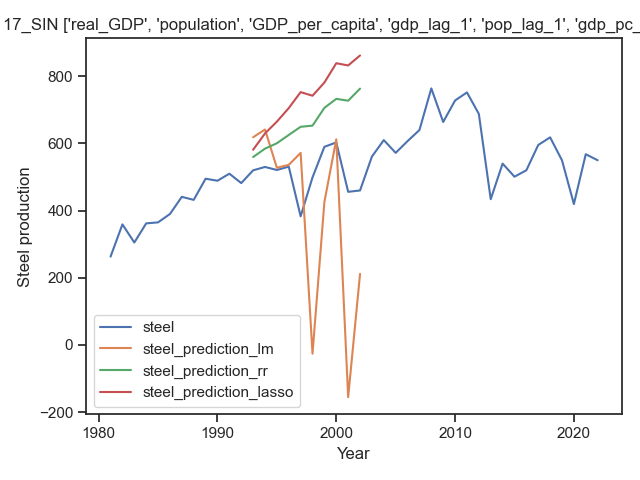 17_SIN ['real_GDP', 'population', 'GDP_per_capita', 'gdp_lag_1', 'pop_lag_1', 'gdp_pc_
800
600
400
200
0
−200
Steel production
steel
steel_prediction_lm
steel_prediction_rr
steel_prediction_lasso
1980 1990 2000 2010 2020
Year